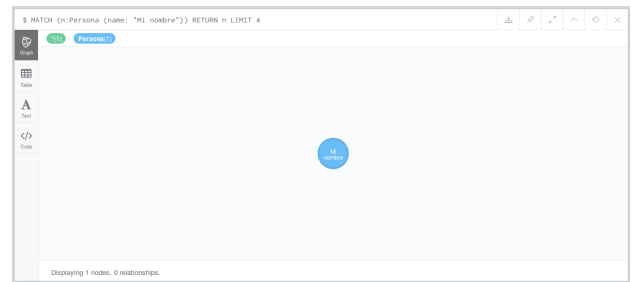 $ MATCH (n:Persona {name: "Mi nombre"}) RETURN n LIMIT 4
*(1) Persona(1)
Graph
Table
A
Text
</>
Code
Mi
nombre
Displaying 1 nodes, 0 relationships.